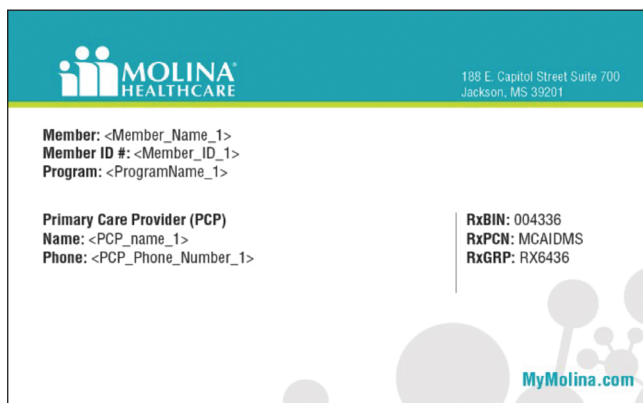 MOLINA®
HEALTHCARE
188 E. Capitol Street Suite 700
Jackson, MS 39201
Member: <Member_Name_1>
Member ID #: <Member_ID_1>
Program: <ProgramName_1>
Primary Care Provider (PCP)
Name: <PCP_name_1>
Phone: <PCP_Phone_Number_1>
RxBIN: 004336
RxPCN: MCAIDMS
RxGRP: RX6436
MyMolina.com